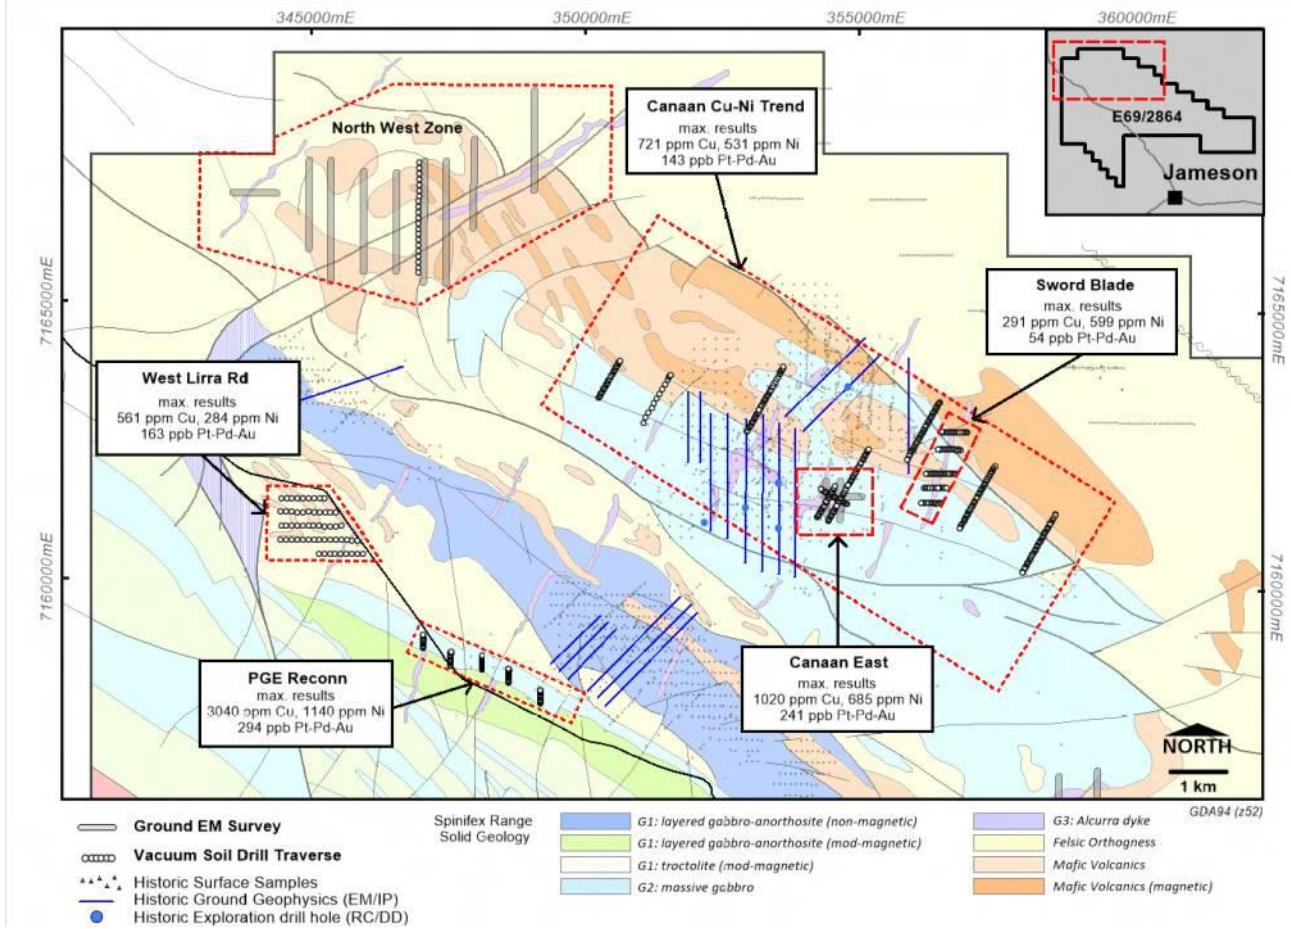 345000mE
350000mE
355000mE
360000mE
7165000mE
7160000mE
7165000mE
7160000mE
North West Zone
Canaan Cu-Ni Trend
max. results
721 ppm Cu, 531 ppm Ni
143 ppb Pt-Pd-Au
E69/2864
Jameson
Sword Blade
max. results
291 ppm Cu, 599 ppm Ni
54 ppb Pt-Pd-Au
West Lirra Rd
max. results
561 ppm Cu, 284 ppm Ni
163 ppb Pt-Pd-Au
PGE Reconn
max. results
3040 ppm Cu, 1140 ppm Ni
294 ppb Pt-Pd-Au
Canaan East
max. results
1020 ppm Cu, 685 ppm Ni
241 ppb Pt-Pd-Au
NORTH
1 km
GDA94 (z52)
Ground EM Survey
Vacuum Soil Drill Traverse
Historic Surface Samples
Historic Ground Geophysics (EM/IP)
Historic Exploration drill hole (RC/DD)
Spinifex Range
Solid Geology
G1: layered gabbro-anorthosite (non-magnetic)
G1: layered gabbro-anorthosite (mod-magnetic)
G1: troctolite (mod-magnetic)
G2: massive gabbro
G3: Alcurra dyke
Felsic Orthogness
Mafic Volcanics
Mafic Volcanics (magnetic)